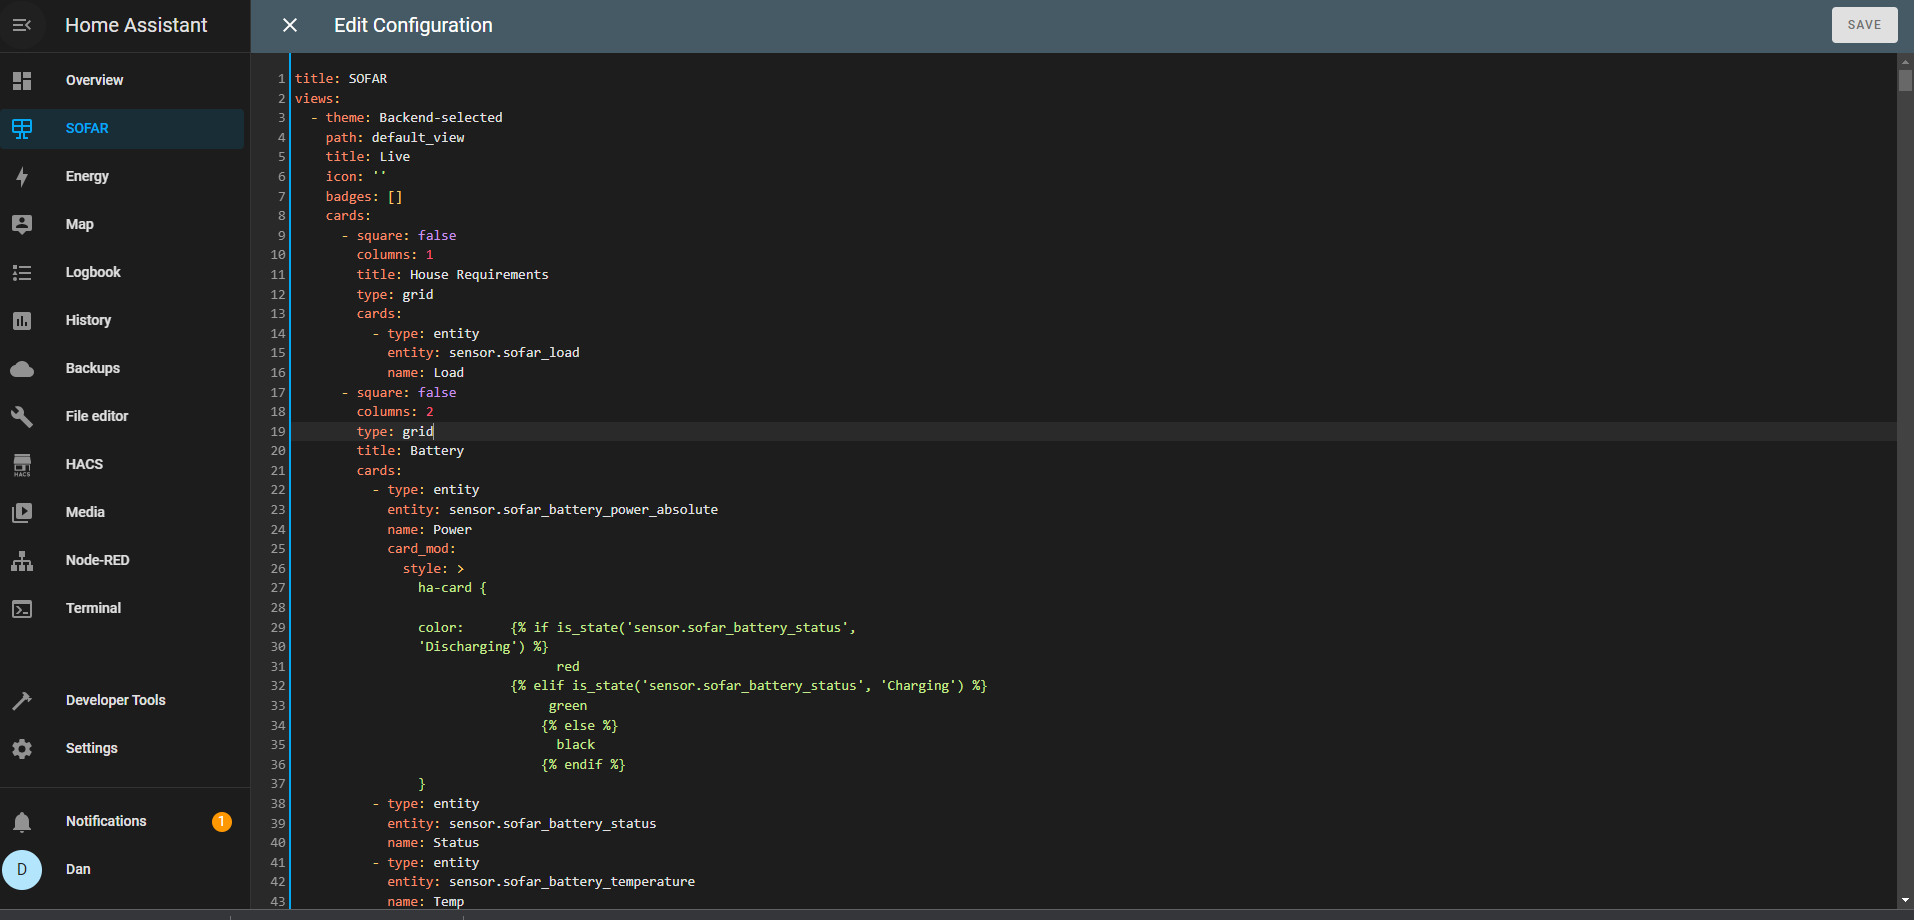 Home Assistant
Edit Configuration
SAVE
Overview
SOFAR
Energy
Map
Logbook
History
Backups
File editor
HACS
HACS
Media
Node-RED
Terminal
Developer Tools
Settings
Notifications
1
D
Dan
1 title: SOFAR
2 views:
3   - theme: Backend-selected
4     path: default_view
5     title: Live
6     icon: ''
7     badges: []
8     cards:
9       - square: false
10         columns: 1
11         title: House Requirements
12         type: grid
13         cards:
14           - type: entity
15             entity: sensor.sofar_load
16             name: Load
17       - square: false
18         columns: 2
19         type: grid
20         title: Battery
21         cards:
22           - type: entity
23             entity: sensor.sofar_battery_power_absolute
24             name: Power
25             card_mod:
26               style: >
27                 ha-card {
28
29                 color:      {% if is_state('sensor.sofar_battery_status',
30                 'Discharging') %}
31                                   red
32                             {% elif is_state('sensor.sofar_battery_status', 'Charging') %}
33                                  green
34                                 {% else %}
35                                   black
36                                 {% endif %}
37                 }
38           - type: entity
39             entity: sensor.sofar_battery_status
40             name: Status
41           - type: entity
42             entity: sensor.sofar_battery_temperature
43             name: Temp